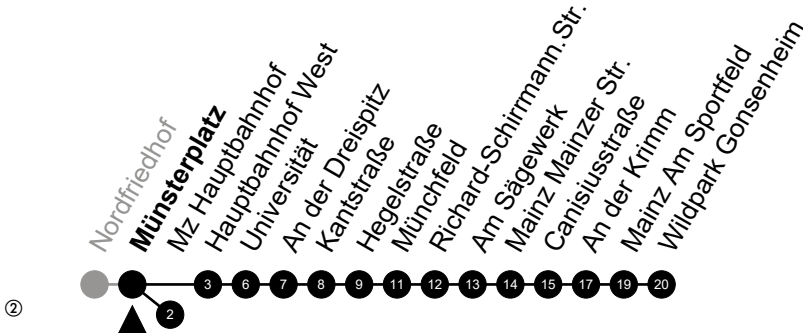 Nordfriedhof
Münsterplatz
Mz Hauptbahnhof
Hauptbahnhof West
Universität
An der Dreispitz
Kantstraße
Hegelstraße
Münchfeld
Richard-Schirrmann.Str.
Am Sägewerk
Mainz Mainzer Str.
Canisiusstraße
An der Krimm
Mainz Am Sportfeld
Wildpark Gonsenheim
3 6 7 8 9 11 12 13 14 15 17 19 20
② 2